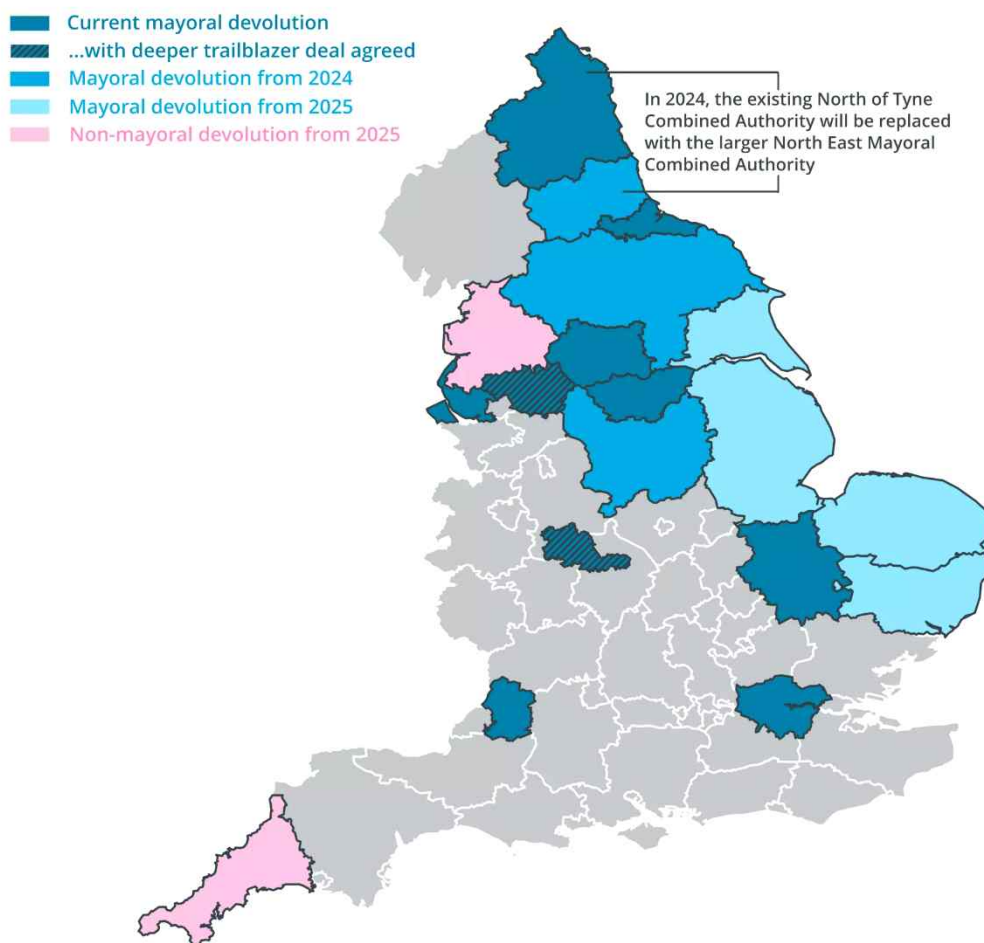 Current mayoral devolution
...with deeper trailblazer deal agreed
Mayoral devolution from 2024
Mayoral devolution from 2025
Non-mayoral devolution from 2025
In 2024, the existing North of Tyne
Combined Authority will be replaced
with the larger North East Mayoral
Combined Authority